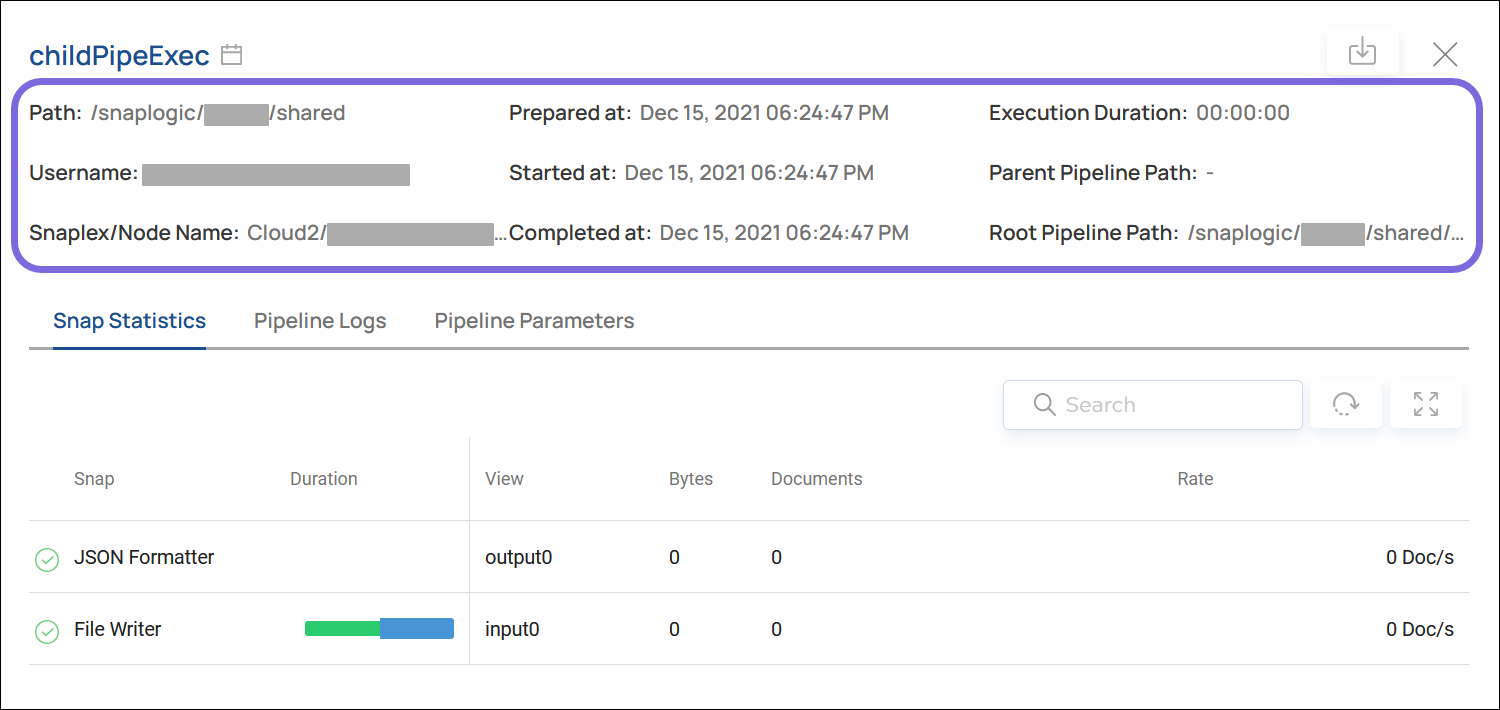 childPipeExec
Path: /snaplogic/ /shared Prepared at: Dec 15, 2021 06:24:47 PM Execution Duration: 00:00:00
Username: Started at: Dec 15, 2021 06:24:47 PM Parent Pipeline Path: -
Snaplex/Node Name: Cloud2/ ... Completed at: Dec 15, 2021 06:24:47 PM Root Pipeline Path: /snaplogic/ /shared/...
Snap Statistics Pipeline Logs Pipeline Parameters
Search
Snap Duration View Bytes Documents Rate
JSON Formatter output0 0 0 0 Doc/s
File Writer input0 0 0 0 Doc/s